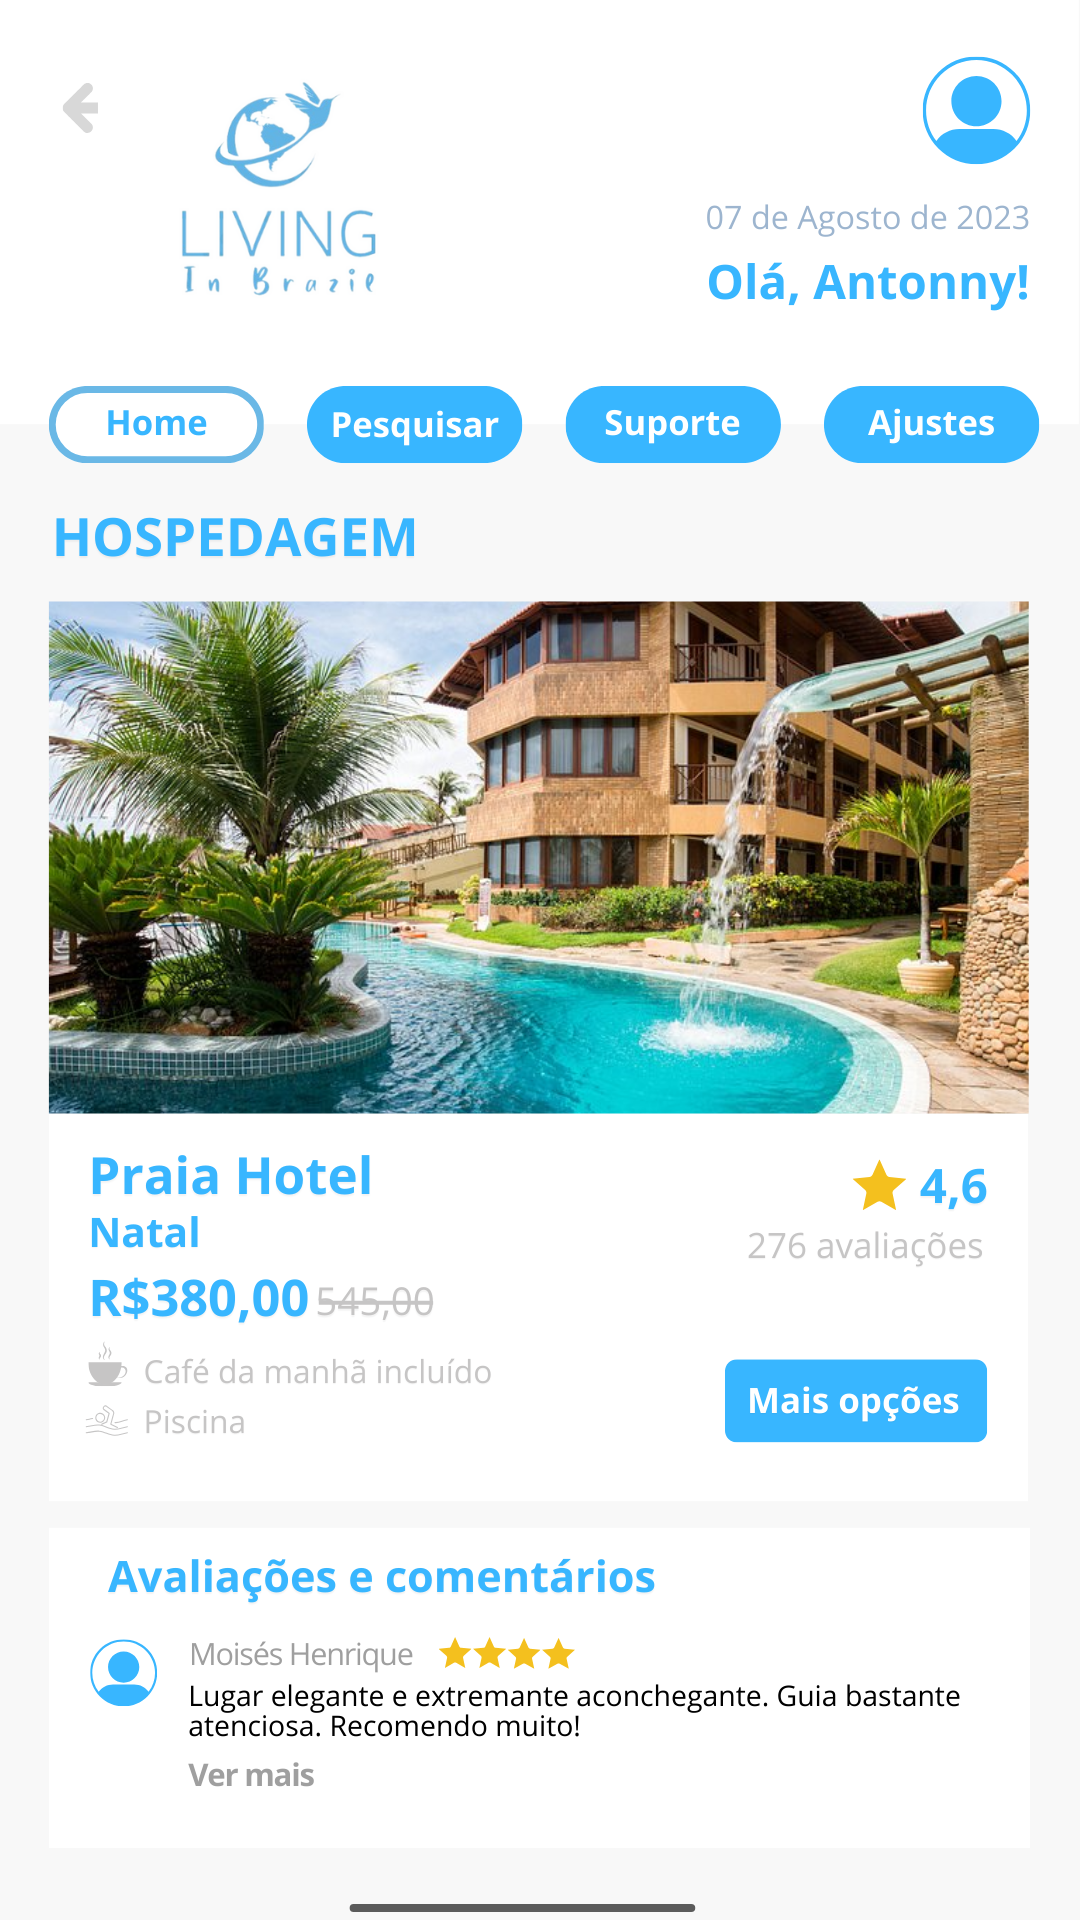 LIVING
In Brazil
07 de Agosto de 2023
Olá, Antonny!
Home
Pesquisar
Suporte
Ajustes
HOSPEDAGEM
Praia Hotel
4,6
Natal
276 avaliações
R$380,00 545,00
Café da manhã incluído
Piscina
Mais opções
Avaliações e comentários
Moisés Henrique
Lugar elegante e extremante aconchegante. Guia bastante
atenciosa. Recomendo muito!
Ver mais